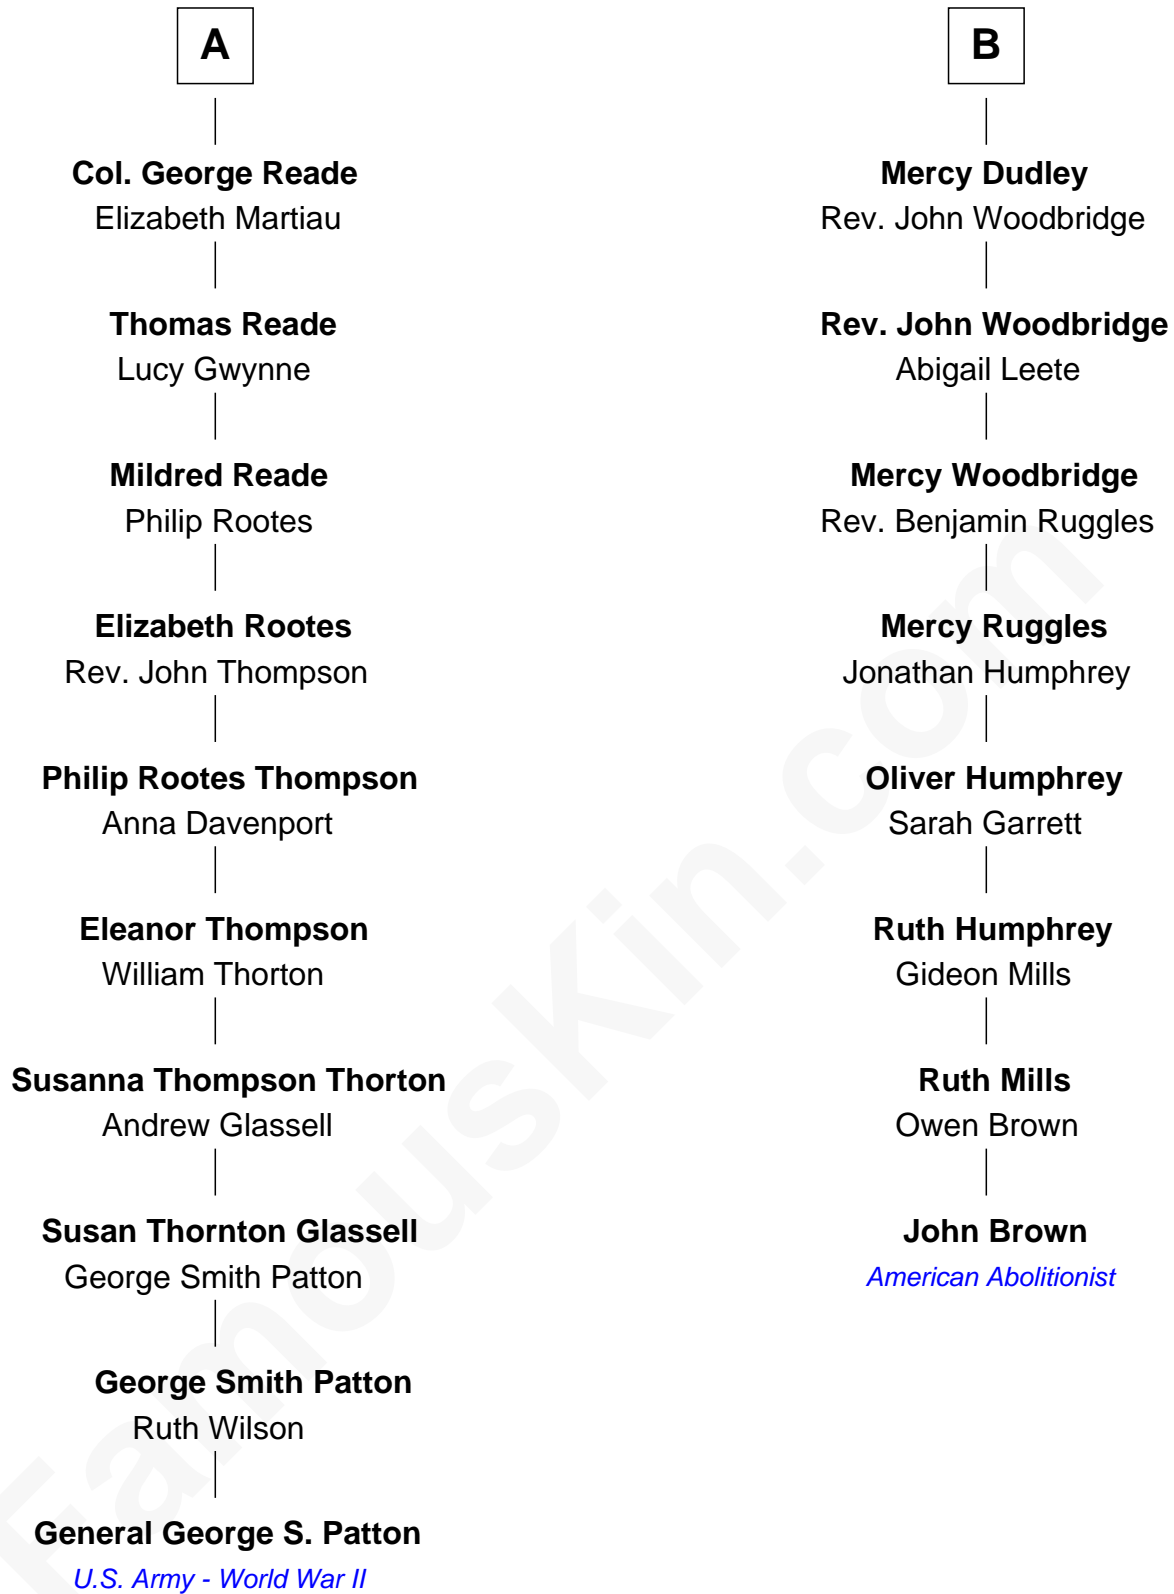 A
Col. George Reade
Elizabeth Martiau
Thomas Reade
Lucy Gwynne
Mildred Reade
Philip Rootes
Elizabeth Rootes
Rev. John Thompson
Philip Rootes Thompson
Anna Davenport
Eleanor Thompson
William Thorton
Susanna Thompson Thorton
Andrew Glassell
Susan Thornton Glassell
George Smith Patton
George Smith Patton
Ruth Wilson
General George S. Patton
U.S. Army - World War II
B
Mercy Dudley
Rev. John Woodbridge
Rev. John Woodbridge
Abigail Leete
Mercy Woodbridge
Rev. Benjamin Ruggles
Mercy Ruggles
Jonathan Humphrey
Oliver Humphrey
Sarah Garrett
Ruth Humphrey
Gideon Mills
Ruth Mills
Owen Brown
John Brown
American Abolitionist
FamousKin.com